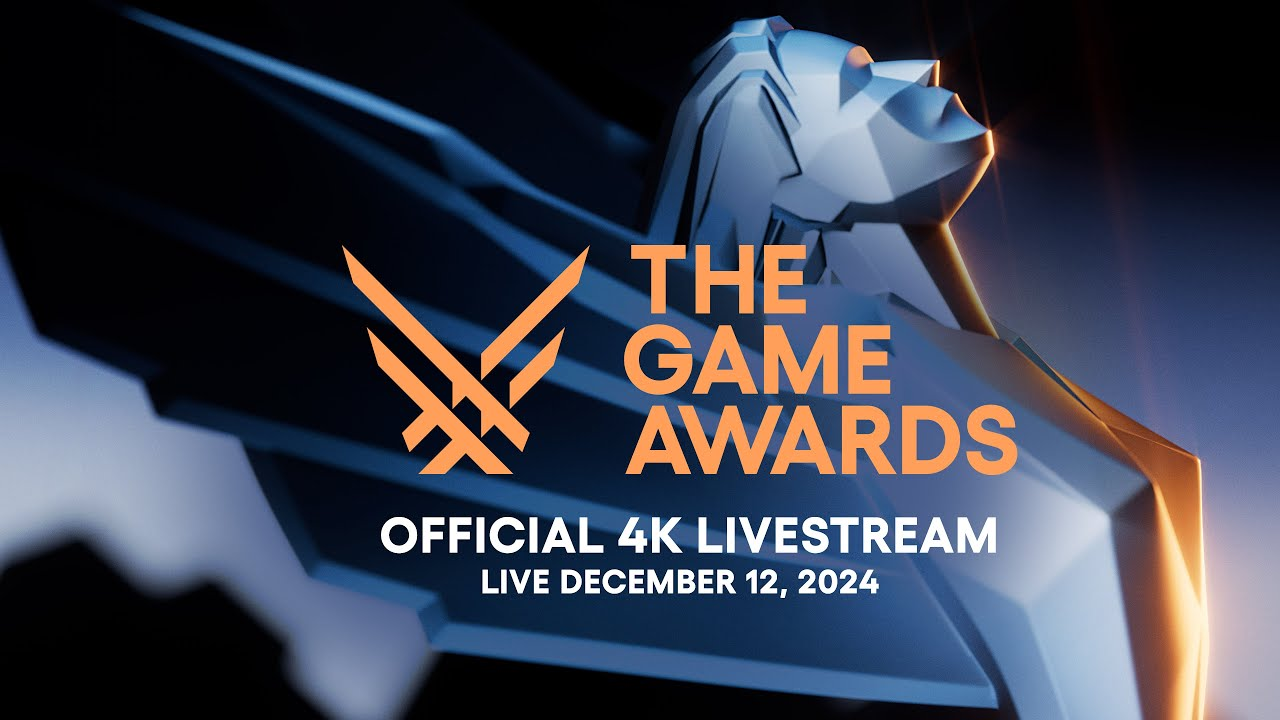 THE
GAME
AWARDS
OFFICIAL 4K LIVESTREAM
LIVE DECEMBER 12, 2024